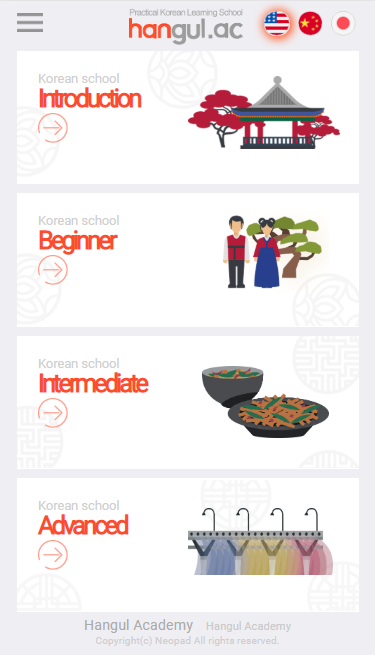 Practical Korean Learning School
hangul.ac
Korean school
Introduction
Korean school
Beginner
Korean school
Intermediate
Korean school
Advanced
Hangul Academy Hangul Academy
Copyright(c) Neopad All rights reserved.